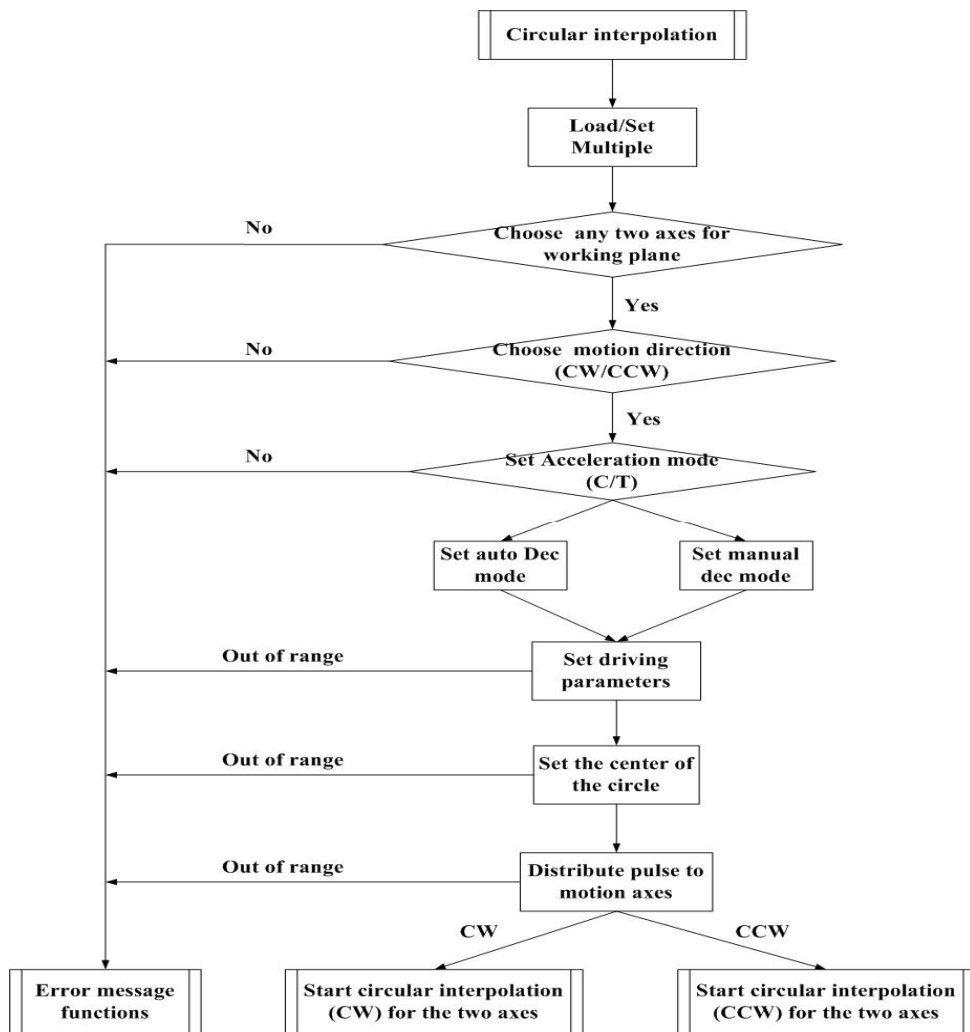 Circular interpolation
Load/Set
Multiple
No
Choose any two axes for
working plane
Yes
No
Choose motion direction
(CW/CCW)
Yes
No
Set Acceleration mode
(C/T)
Set auto Dec
mode
Set manual
dec mode
Out of range
Set driving
parameters
Out of range
Set the center of
the circle
Out of range
Distribute pulse to
motion axes
CW
CCW
Error message
functions
Start circular interpolation
(CW) for the two axes
Start circular interpolation
(CCW) for the two axes